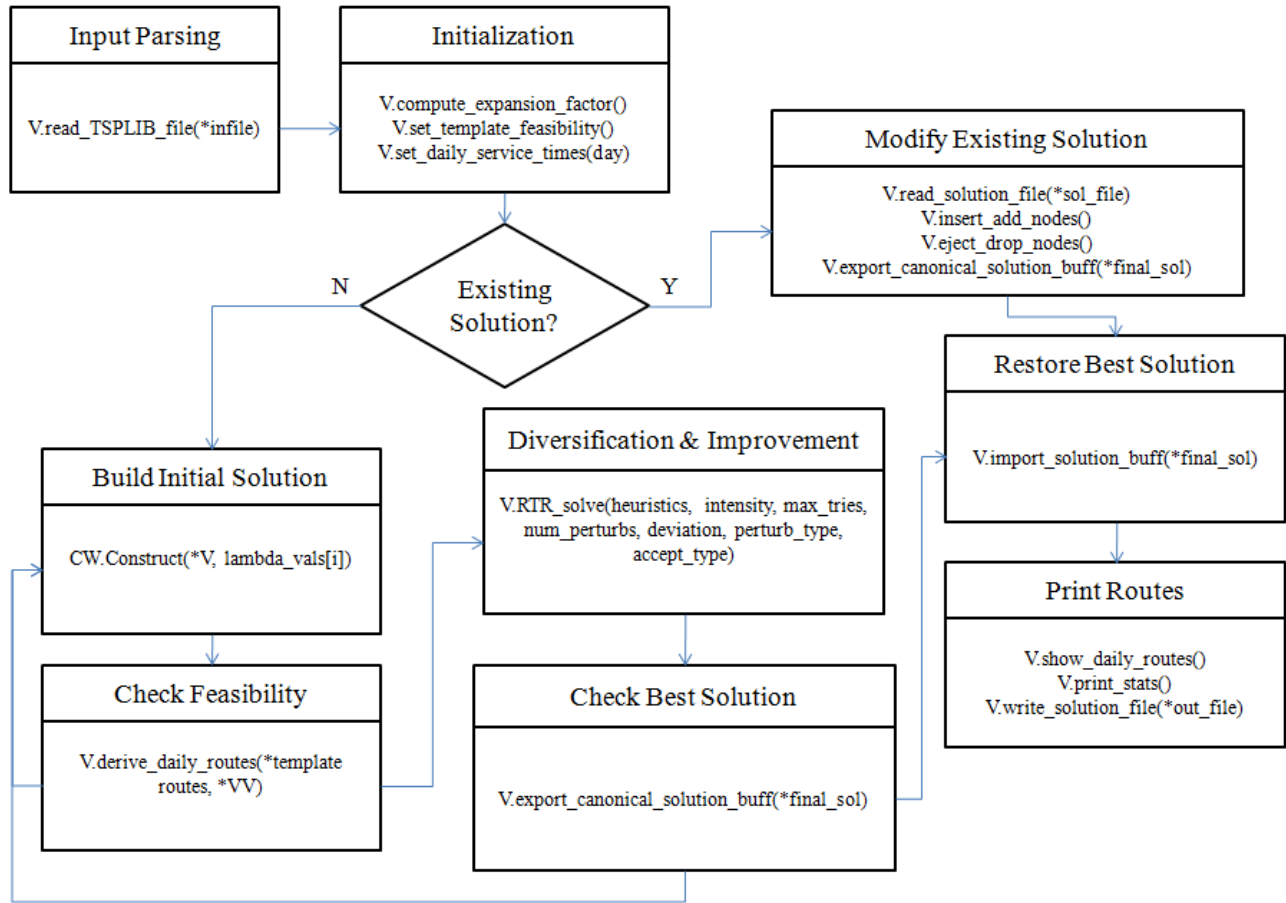 Input Parsing
V.read_TSPLIB_file(*infile)
Initialization
V.compute_expansion_factor()
V.set_template_feasibility()
V.set_daily_service_times(day)
Existing
Solution?
N
Y
Modify Existing Solution
V.read_solution_file(*sol_file)
V.insert_add_nodes()
V.eject_drop_nodes()
V.export_canonical_solution_buff(*final_sol)
Build Initial Solution
CW.Construct(*V, lambda_vals[i])
Check Feasibility
V.derive_daily_routes(*template
routes, *VV)
Diversification & Improvement
V.RTR_solve(heuristics, intensity, max_tries,
num_perturbs, deviation, perturb_type,
accept_type)
Check Best Solution
V.export_canonical_solution_buff(*final_sol)
Restore Best Solution
V.import_solution_buff(*final_sol)
Print Routes
V.show_daily_routes()
V.print_stats()
V.write_solution_file(*out_file)